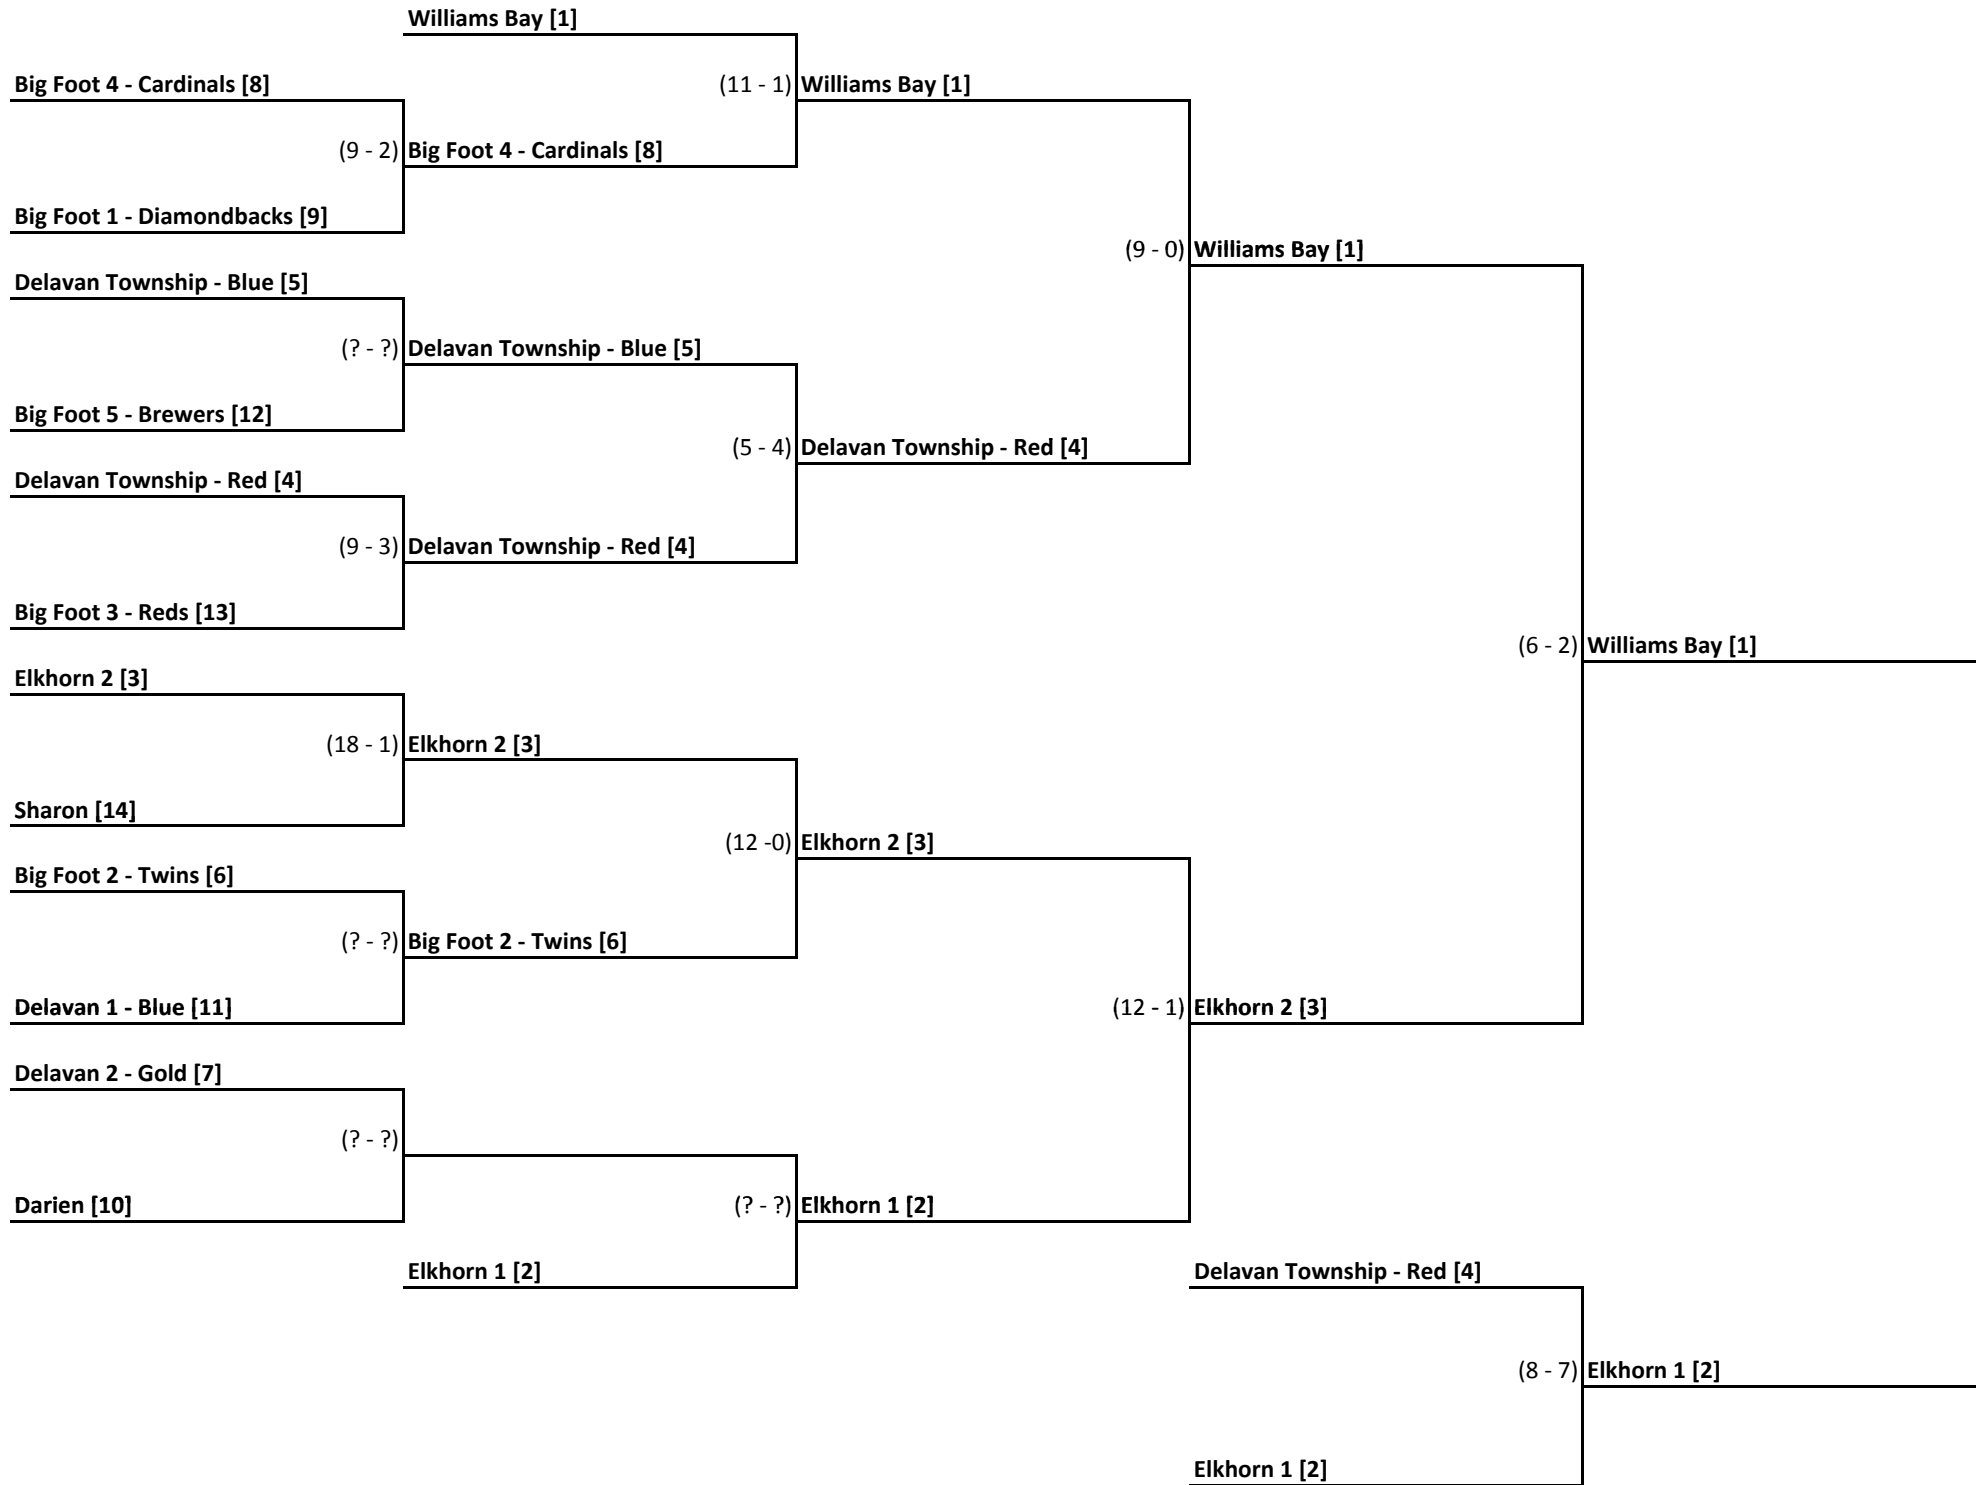 Williams Bay [1]
Big Foot 4 - Cardinals [8]
(11 - 1) Williams Bay [1]
(9 - 2) Big Foot 4 - Cardinals [8]
Big Foot 1 - Diamondbacks [9]
(9 - 0) Williams Bay [1]
Delavan Township - Blue [5]
(? - ?) Delavan Township - Blue [5]
Big Foot 5 - Brewers [12]
(5 - 4) Delavan Township - Red [4]
Delavan Township - Red [4]
(9 - 3) Delavan Township - Red [4]
Big Foot 3 - Reds [13]
(6 - 2) Williams Bay [1]
Elkhorn 2 [3]
(18 - 1) Elkhorn 2 [3]
Sharon [14]
(12 -0) Elkhorn 2 [3]
Big Foot 2 - Twins [6]
(? - ?) Big Foot 2 - Twins [6]
Delavan 1 - Blue [11]
(12 - 1) Elkhorn 2 [3]
Delavan 2 - Gold [7]
(? - ?)
Darien [10]
(? - ?) Elkhorn 1 [2]
Elkhorn 1 [2]
Delavan Township - Red [4]
(8 - 7) Elkhorn 1 [2]
Elkhorn 1 [2]